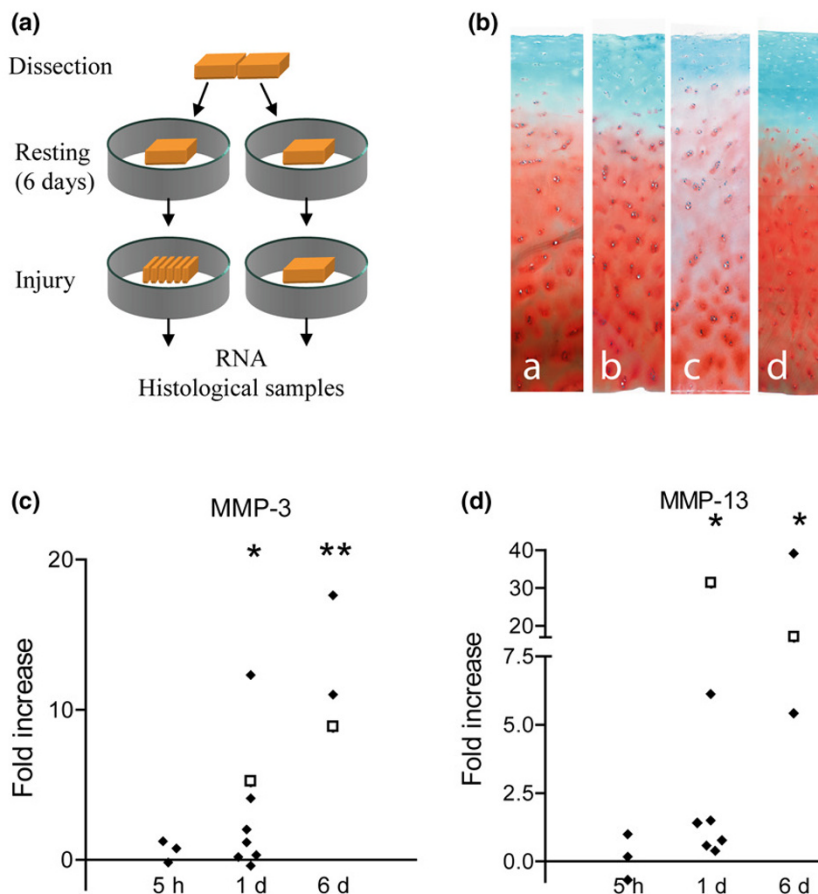 (a)
Dissection
Resting
(6 days)
Injury
RNA
Histological samples
(b)
a b c d
(c)
MMP-3
* **
20
10
0
Fold increase
5 h 1 d 6 d
(d)
MMP-13
* *
40
30
20
7.5
5.0
2.5
0.0
Fold increase
5 h 1 d 6 d